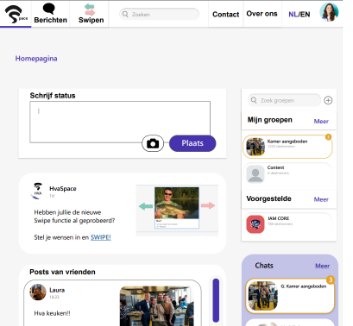 Space
Berichten
Swipen
Zoeken
Contact
Over ons
NL/EN
Homepagina
Schrijf status
Plaats
HvaSpace
Hebben jullie de nieuwe
Swipe functie al geprobeerd?
Stel je wensen in en SWIPE!
Posts van vrienden
Laura
Hva keuken!!
Zoek groepen
Mijn groepen
Meer
Kamer aangeboden
Content
Voorgestelde
Meer
IAM CORE
Chats
Meer
G. Kamer aangeboden